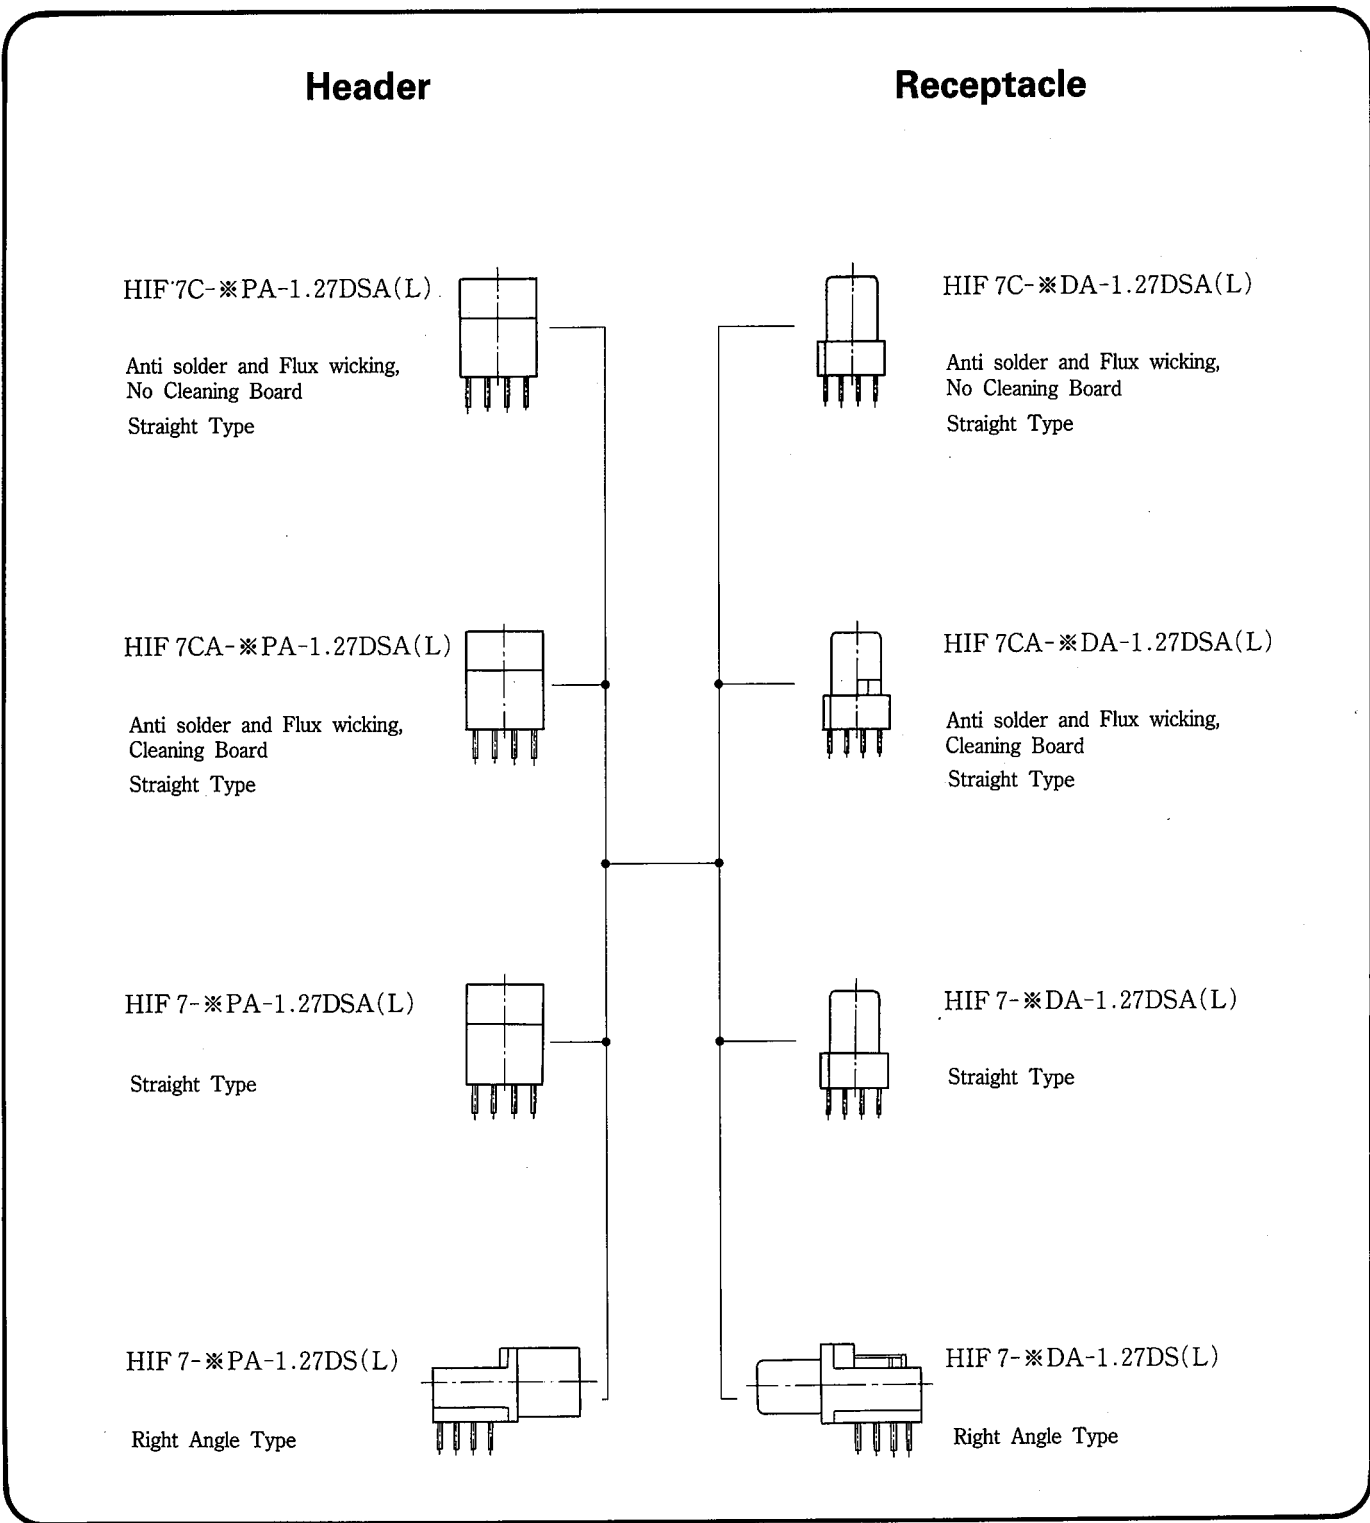 Header
HIF 7C-※PA-1.27DSA(L)
Anti solder and Flux wicking,
No Cleaning Board
Straight Type
HIF 7CA-※PA-1.27DSA(L)
Anti solder and Flux wicking,
Cleaning Board
Straight Type
HIF 7-※PA-1.27DSA(L)
Straight Type
HIF 7-※PA-1.27DS(L)
Right Angle Type
Receptacle
HIF 7C-※DA-1.27DSA(L)
Anti solder and Flux wicking,
No Cleaning Board
Straight Type
HIF 7CA-※DA-1.27DSA(L)
Anti solder and Flux wicking,
Cleaning Board
Straight Type
HIF 7-※DA-1.27DSA(L)
Straight Type
HIF 7-※DA-1.27DS(L)
Right Angle Type